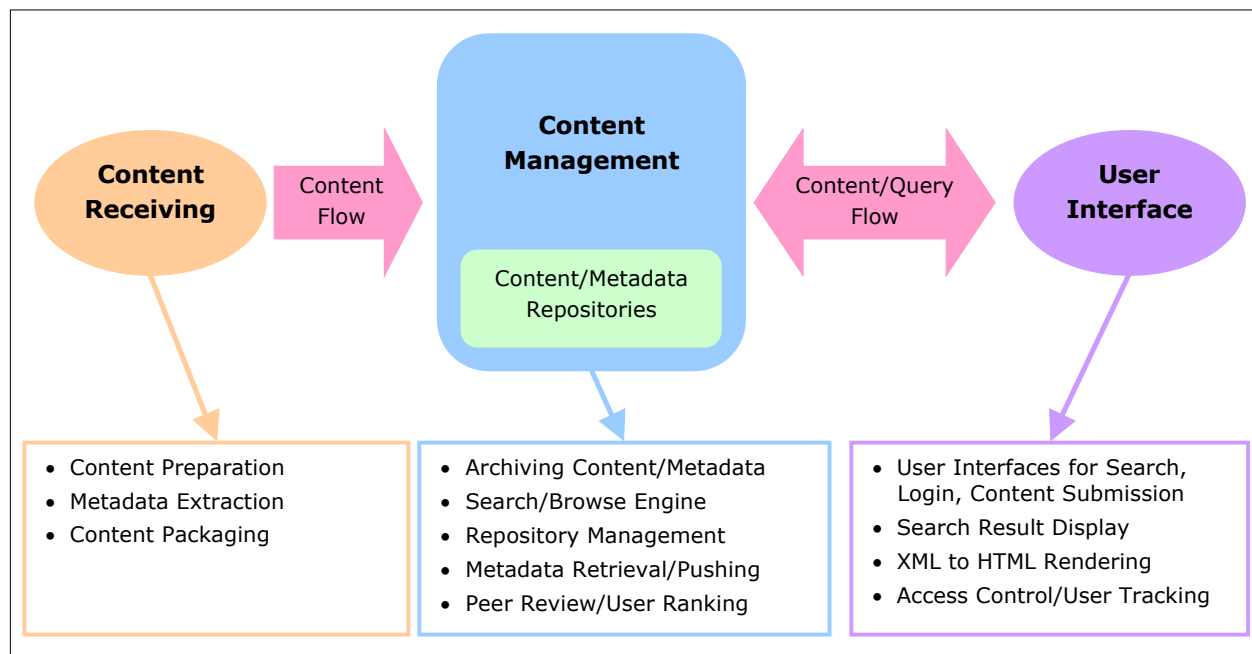 Content
Receiving
Content
Flow
Content
Management
Content/Metadata
Repositories
Content/Query
Flow
User
Interface
• Content Preparation
• Metadata Extraction
• Content Packaging
• Archiving Content/Metadata
• Search/Browse Engine
• Repository Management
• Metadata Retrieval/Pushing
• Peer Review/User Ranking
• User Interfaces for Search,
Login, Content Submission
• Search Result Display
• XML to HTML Rendering
• Access Control/User Tracking